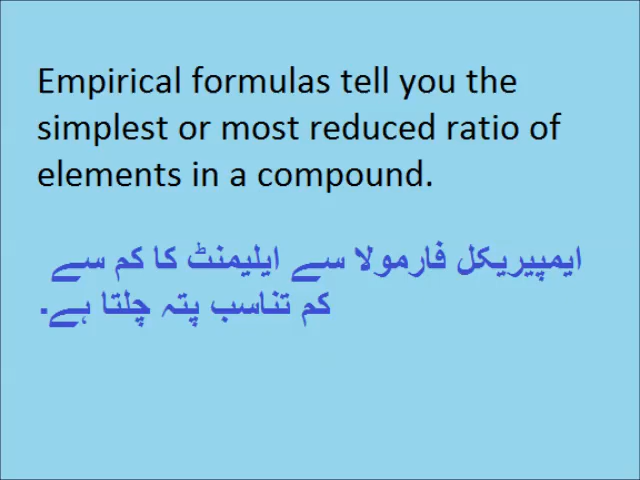 Empirical formulas tell you the
simplest or most reduced ratio of
elements in a compound.
ایمپیریکل فارمولا سے ایلیمنٹ کا کم سے
کم تناسب پتہ چلتا ہے۔